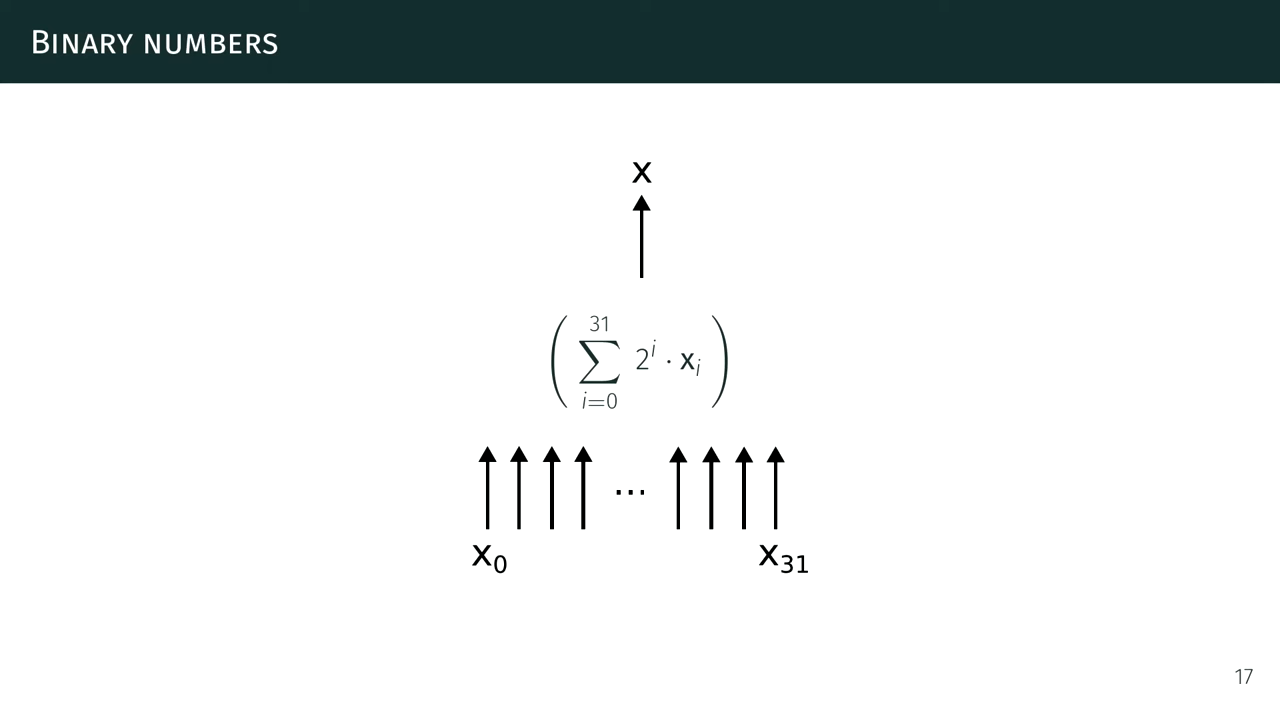 Binary numbers
x
( ∑_{i=0}^{31} 2^i · x_i )
...
x_0 x_31
17